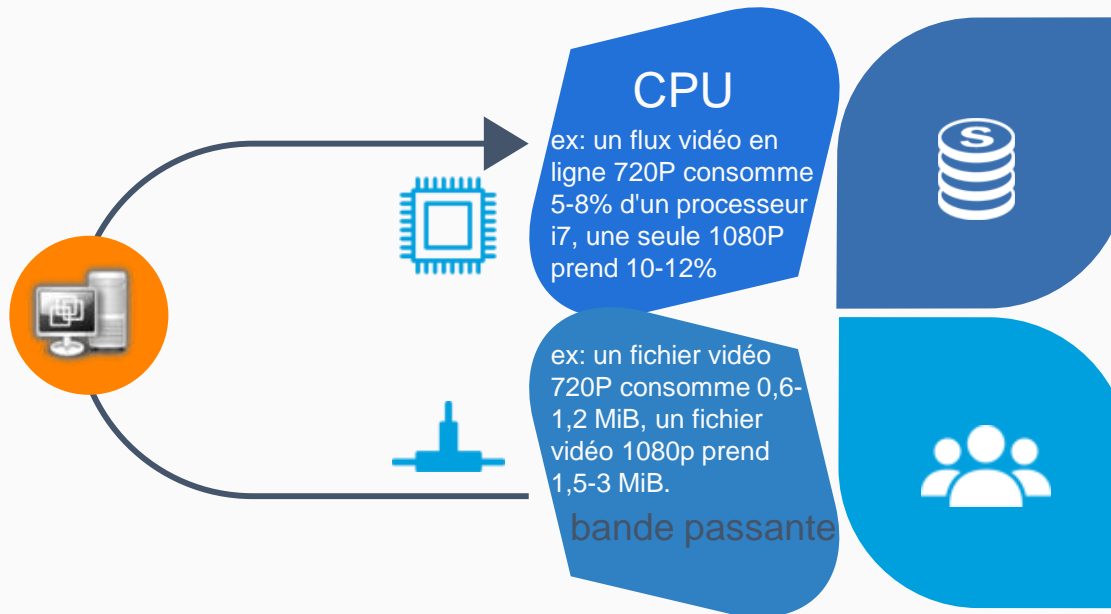 CPU
ex: un flux vidéo en
ligne 720P consomme
5-8% d'un processeur
i7, une seule 1080P
prend 10-12%
S
ex: un fichier vidéo
720P consomme 0,6-
1,2 MiB, un fichier
vidéo 1080p prend
1,5-3 MiB.
bande passante